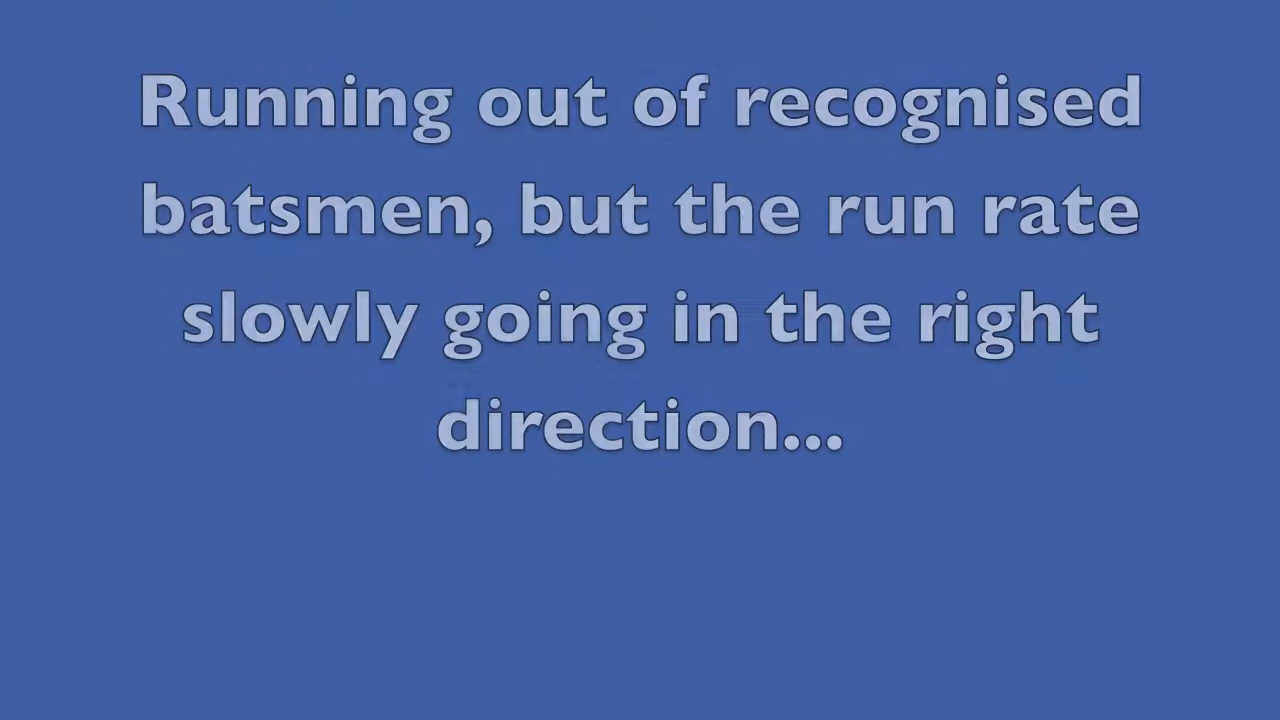 Running out of recognised
batsmen, but the run rate
slowly going in the right
direction...